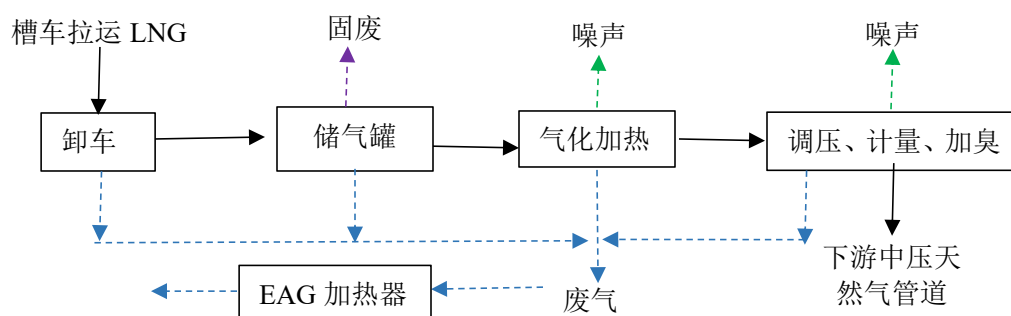 槽车拉运 LNG
固废
噪声
噪声
卸车
储气罐
气化加热
调压、计量、加臭
下游中压天
然气管道
EAG 加热器
废气